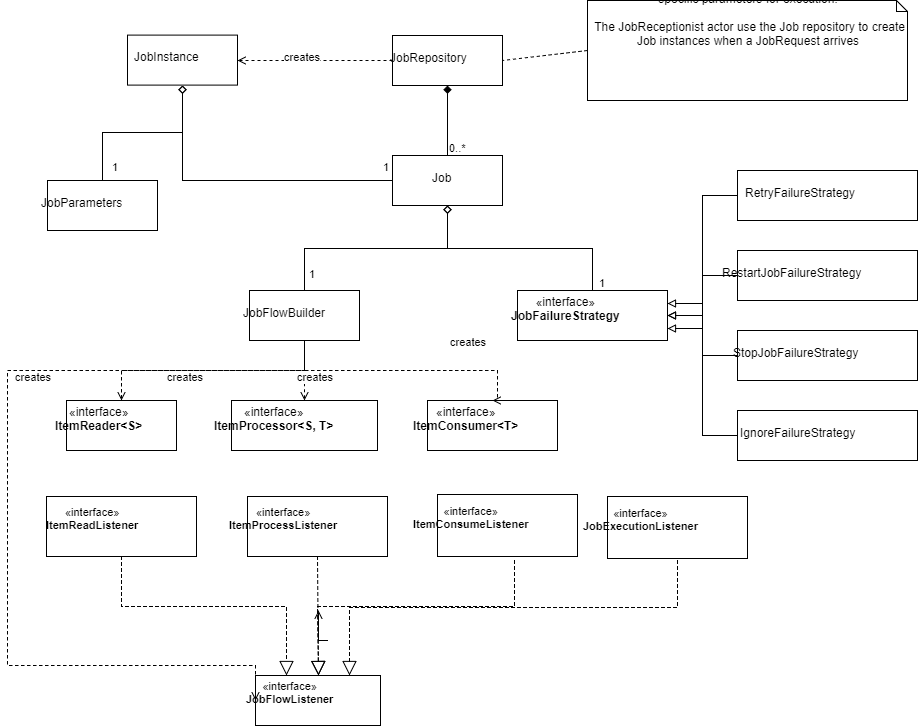 specific parameters for execution.
The JobReceptionist actor use the Job repository to create
Job instances when a JobRequest arrives
JobInstance
creates
JobRepository
0..*
1
1
Job
JobParameters
RetryFailureStrategy
RestartJobFailureStrategy
StopJobFailureStrategy
IgnoreFailureStrategy
1
1
JobFlowBuilder
«interface»
JobFailureStrategy
creates
creates
creates
creates
«interface»
ItemReader<S>
«interface»
ItemProcessor<S, T>
«interface»
ItemConsumer<T>
«interface»
ItemReadListener
«interface»
ItemProcessListener
«interface»
ItemConsumeListener
«interface»
JobExecutionListener
«interface»
JobFlowListener